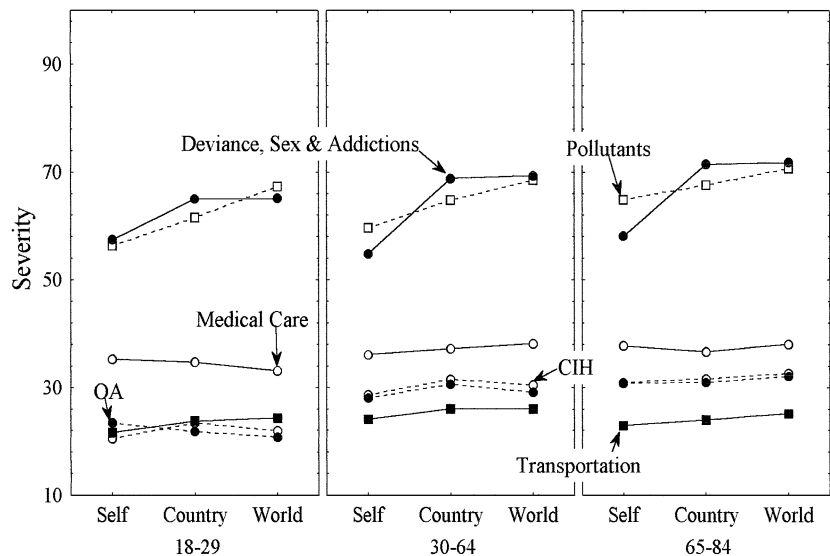 90
Deviance, Sex & Addictions
Pollutants
70
Severity
50
Medical Care
OA
30
CIH
Transportation
10
Self Country World Self Country World Self Country World
18-29 30-64 65-84